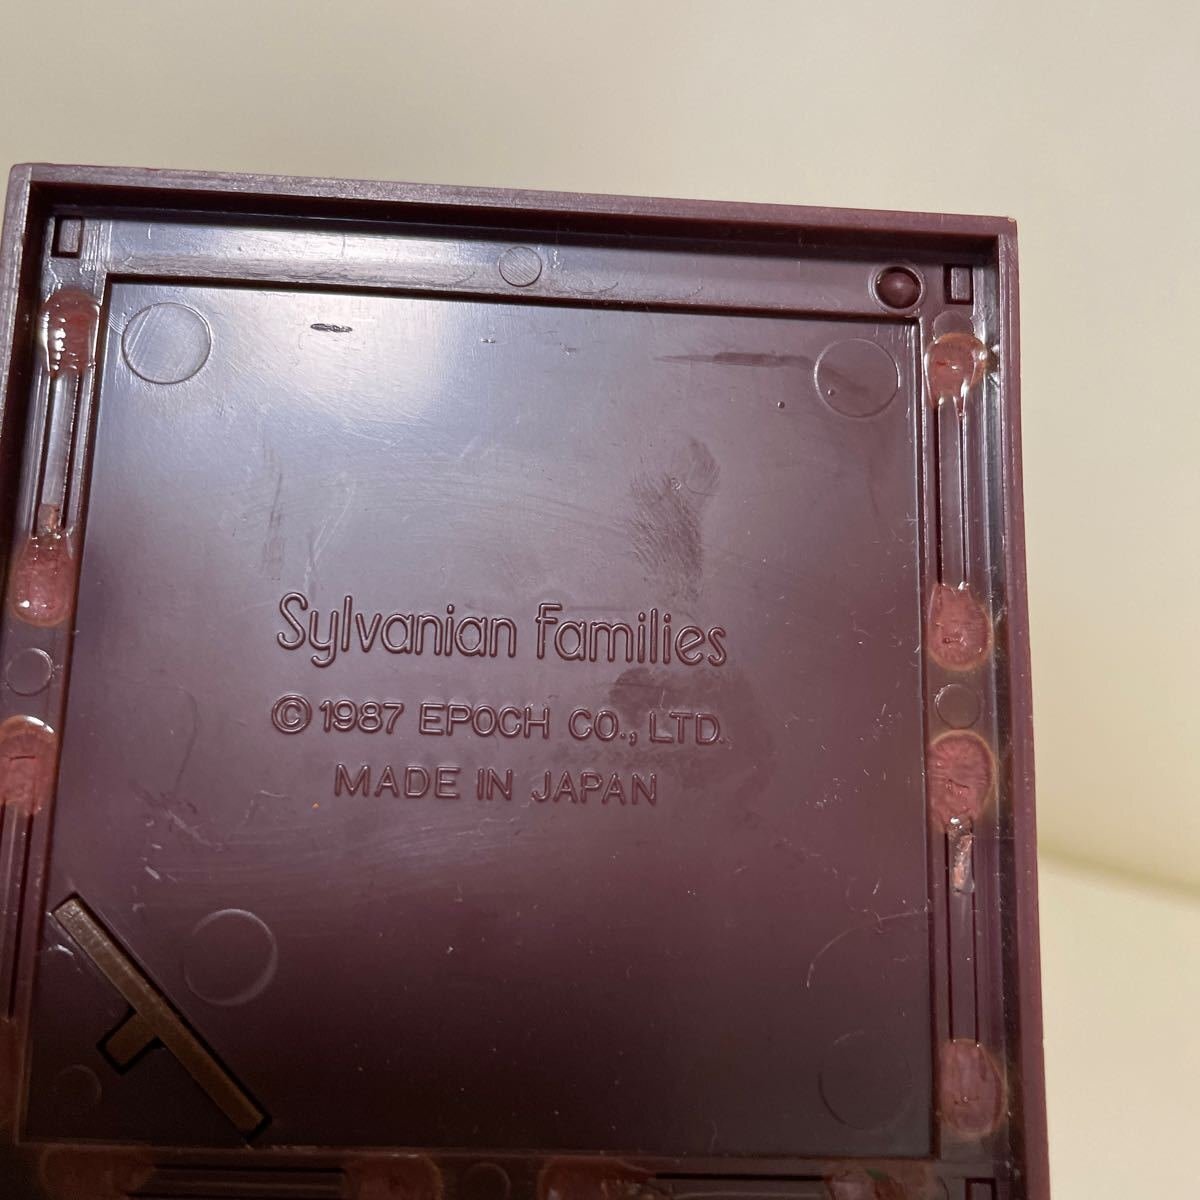 Sylvanian Families
© 1987 EPOCH CO., LTD.
MADE IN JAPAN